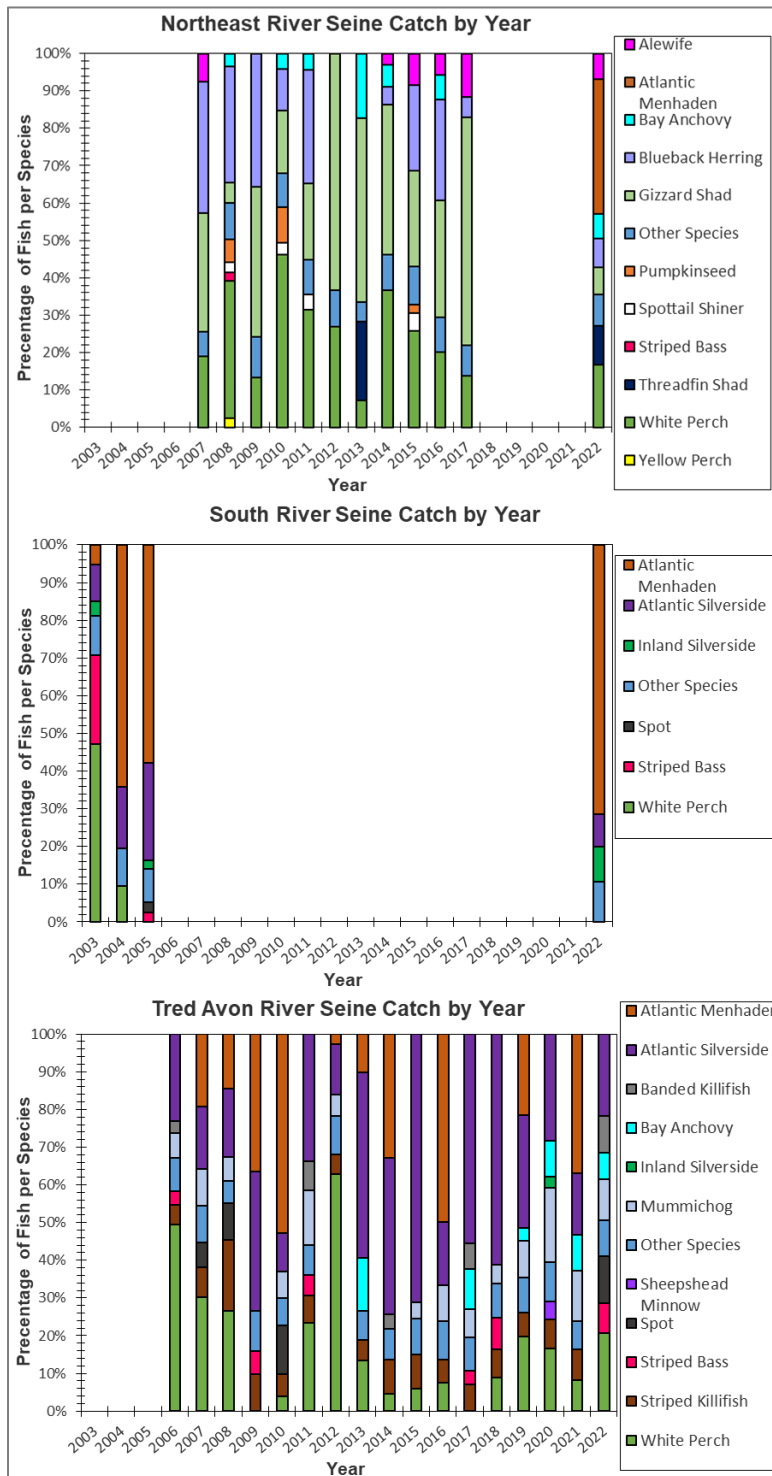 Northeast River Seine Catch by Year
Precentage of Fish per Species
100%
90%
80%
70%
60%
50%
40%
30%
20%
10%
0%
2003 2004 2005 2006 2007 2008 2009 2010 2011 2012 2013 2014 2015 2016 2017 2018 2019 2020 2021 2022
Year
Alewife
Atlantic
Menhaden
Bay Anchovy
Blueback Herring
Gizzard Shad
Other Species
Pumpkinseed
Spottail Shiner
Striped Bass
Threadfin Shad
White Perch
Yellow Perch
South River Seine Catch by Year
Precentage of Fish per Species
100%
90%
80%
70%
60%
50%
40%
30%
20%
10%
0%
2003 2004 2005 2006 2007 2008 2009 2010 2011 2012 2013 2014 2015 2016 2017 2018 2019 2020 2021 2022
Year
Atlantic
Menhaden
Atlantic Silverside
Inland Silverside
Other Species
Spot
Striped Bass
White Perch
Tred Avon River Seine Catch by Year
Precentage of Fish per Species
100%
90%
80%
70%
60%
50%
40%
30%
20%
10%
0%
2003 2004 2005 2006 2007 2008 2009 2010 2011 2012 2013 2014 2015 2016 2017 2018 2019 2020 2021 2022
Year
Atlantic Menhaden
Atlantic Silverside
Banded Killifish
Bay Anchovy
Inland Silverside
Mummichog
Other Species
Sheepshead
Minnow
Spot
Striped Bass
Striped Killifish
White Perch